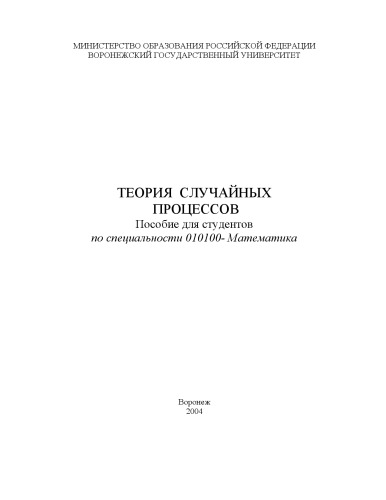 МИНИСТЕРСТВО ОБРАЗОВАНИЯ РОССИЙСКОЙ ФЕДЕРАЦИИ
ВОРОНЕЖСКИЙ ГОСУДАРСТВЕННЫЙ УНИВЕРСИТЕТ
ТЕОРИЯ СЛУЧАЙНЫХ
ПРОЦЕССОВ
Пособие для студентов
по специальности 010100- Математика
Воронеж
2004